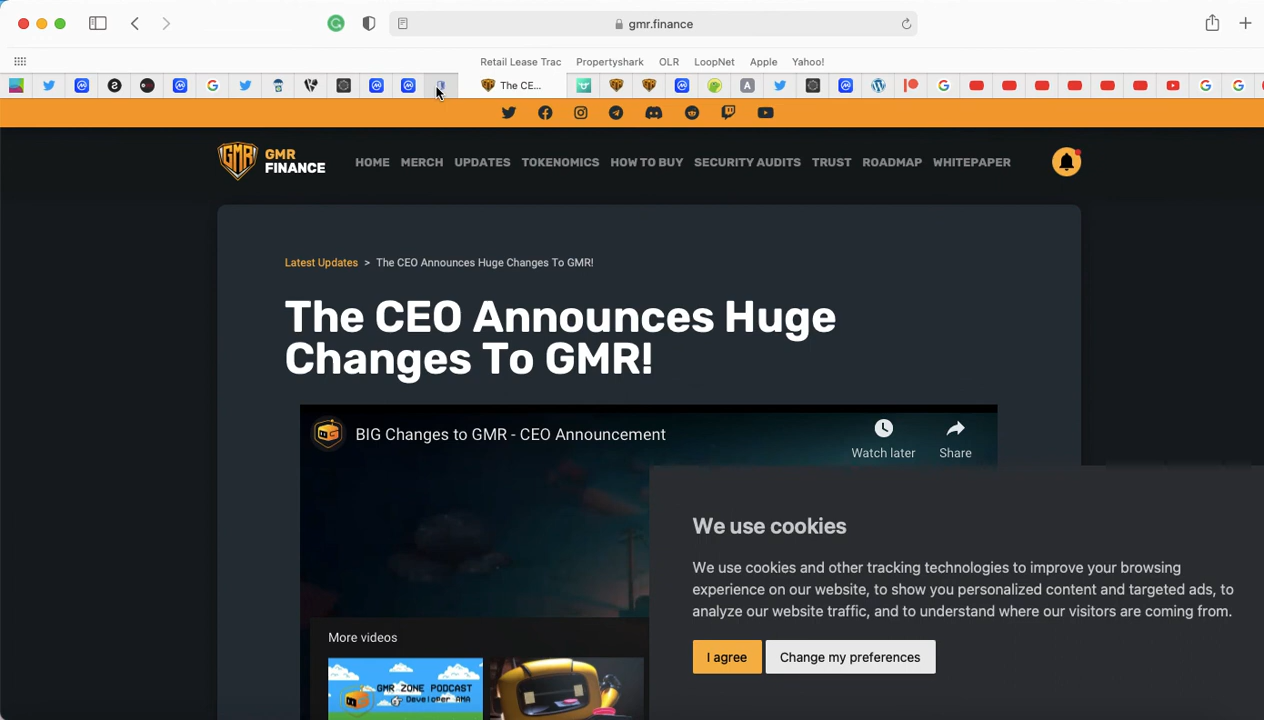 gmr.finance
Retail Lease Trac Propertyshark OLR LoopNet Apple Yahoo!
The CE...
GMR
GMR
FINANCE
HOME MERCH UPDATES TOKENOMICS HOW TO BUY SECURITY AUDITS TRUST ROADMAP WHITEPAPER
Latest Updates > The CEO Announces Huge Changes To GMR!
The CEO Announces Huge
Changes To GMR!
BIG Changes to GMR - CEO Announcement
Watch later Share
We use cookies
We use cookies and other tracking technologies to improve your browsing
experience on our website, to show you personalized content and targeted ads, to
analyze our website traffic, and to understand where our visitors are coming from.
I agree Change my preferences
More videos
GMR ZONE PODCAST
Developer AMA